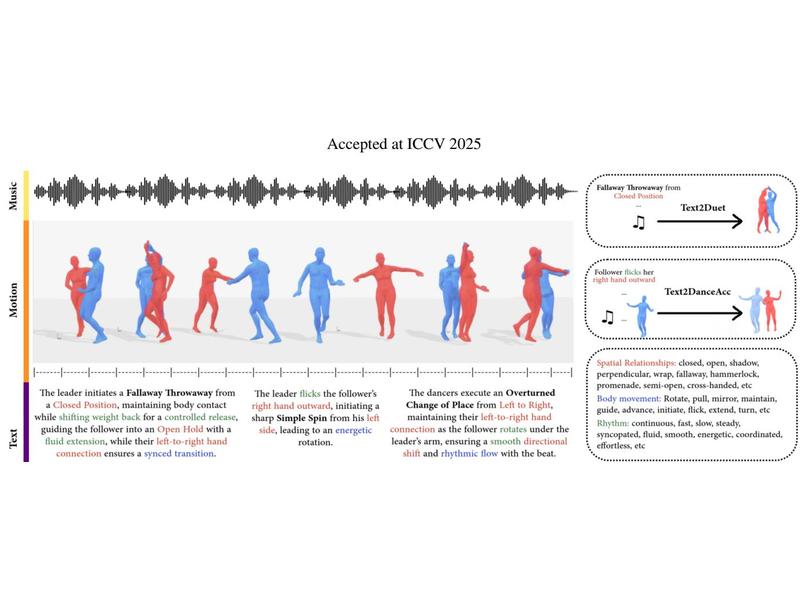 Accepted at ICCV 2025
Music
Motion
Text
The leader initiates a Fallaway Throwaway from
a Closed Position, maintaining body contact
while shifting weight back for a controlled release,
guiding the follower into an Open Hold with a
fluid extension, while their left-to-right hand
connection ensures a synced transition.
The leader flicks the follower's
right hand outward, initiating a
sharp Simple Spin from his left
side, leading to an energetic
rotation.
The dancers execute an Overturned
Change of Place from Left to Right,
maintaining their left-to-right hand
connection as the follower rotates under the
leader's arm, ensuring a smooth directional
shift and rhythmic flow with the beat.
Fallaway Throwaway from
Closed Position
...
Text2Duet
Follower flicks her
right hand outward
...
Text2DanceAcc
...
Spatial Relationships: closed, open, shadow,
perpendicular, wrap, fallaway, hammerlock,
promenade, semi-open, cross-handed, etc
Body movement: Rotate, pull, mirror, maintain,
guide, advance, initiate, flick, extend, turn, etc
Rhythm: continuous, fast, slow, steady,
syncopated, fluid, smooth, energetic, coordinated,
effortless, etc